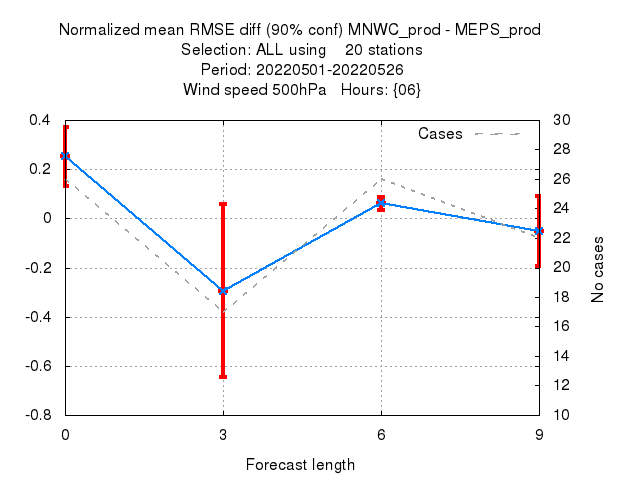 Normalized mean RMSE diff (90% conf) MNWC_prod - MEPS_prod
Selection: ALL using    20 stations
Period: 20220501-20220526
Wind speed 500hPa   Hours: {06}
Cases
0.4
0.2
0
-0.2
-0.4
-0.6
-0.8
30
28
26
24
22
20
18
16
14
12
10
No cases
0 3 6 9
Forecast length